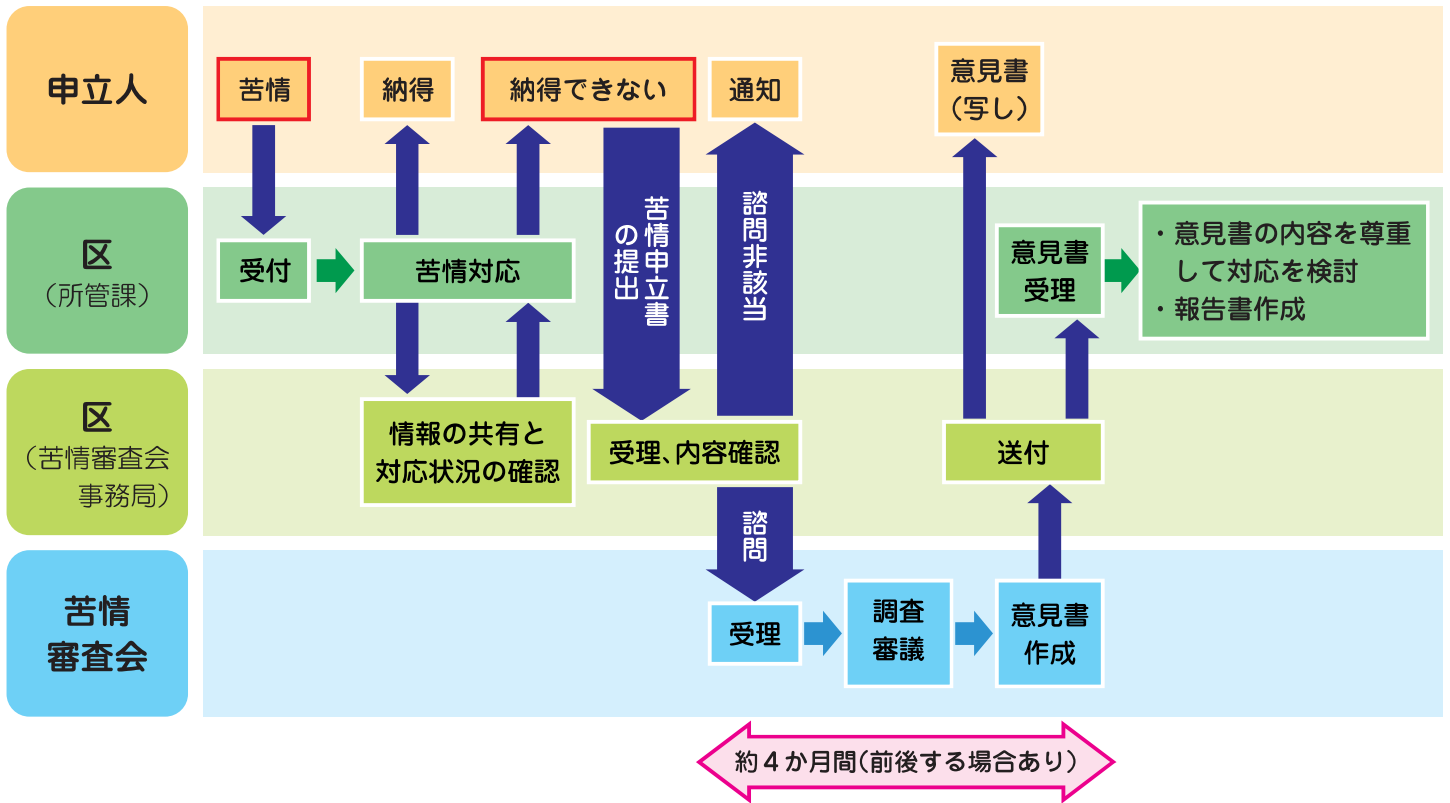 申立人
苦情
納得
納得できない
通知
意見書
（写し）
区
（所管課）
受付
苦情対応
苦情申立書
の提出
諮問非該当
意見書
受理
・意見書の内容を尊重
して対応を検討
・報告書作成
区
（苦情審査会
事務局）
情報の共有と
対応状況の確認
受理、内容確認
送付
諮問
苦情
審査会
受理
調査
審議
意見書
作成
約４か月間（前後する場合あり）